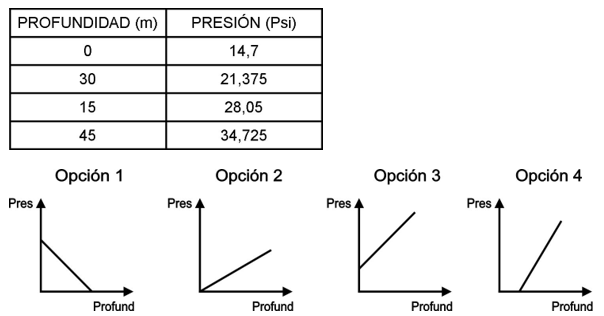 PROFUNDIDAD (m) PRESIÓN (Psi)
0 14,7
30 21,375
15 28,05
45 34,725
Opción 1 Opción 2 Opción 3 Opción 4
Pres Pres Pres Pres
Profund Profund Profund Profund